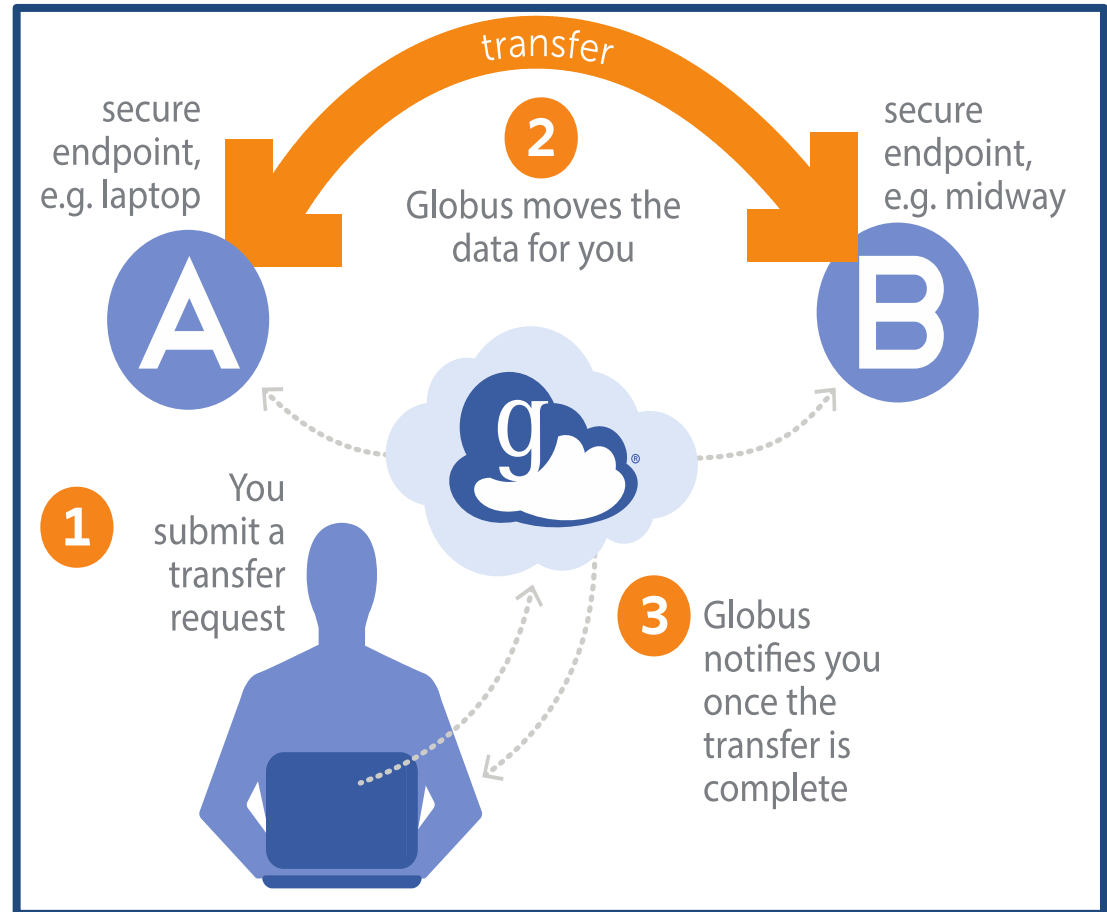 transfer
secure
endpoint,
e.g. laptop
A
2
Globus moves the
data for you
secure
endpoint,
e.g. midway
B
g
®
1
You
submit a
transfer
request
3
Globus
notifies you
once the
transfer is
complete